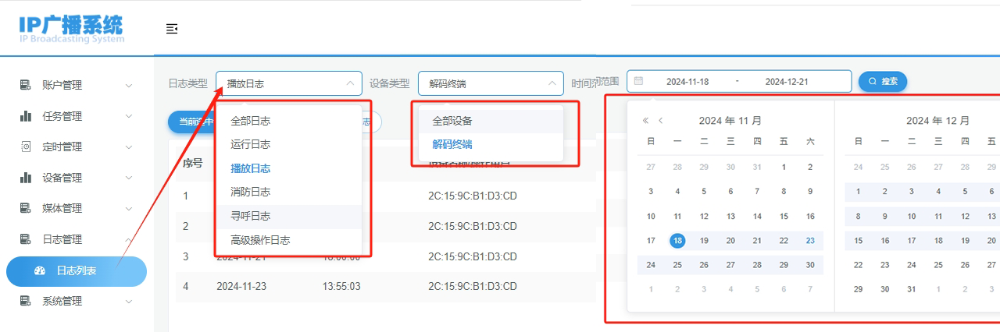 IP广播系统
IP Broadcasting System
账户管理
任务管理
定时管理
设备管理
媒体管理
日志管理
日志列表
系统管理
日志类型 播放日志 设备类型 解码终端 时间范围 2024-11-18 - 2024-12-21 搜索
全部日志
运行日志
播放日志
消防日志
寻呼日志
高级操作日志
全部设备
解码终端
当前选中
序号 设备名称/操作用户
1 2C:15:9C:B1:D3:CD
2 2C:15:9C:B1:D3:CD
3 2024-11-21 2C:15:9C:B1:D3:CD
4 2024-11-23 13:55:03 2C:15:9C:B1:D3:CD
2024 年 11 月
日 一 二 三 四 五 六
27 28 29 30 31 1 2
3 4 5 6 7 8 9
10 11 12 13 14 15 16
17 18 19 20 21 22 23
24 25 26 27 28 29 30
1 2 3 4 5 6 7
2024 年 12 月
日 一 二 三 四 五
24 25 26 27 28 29
1 2 3 4 5 6
8 9 10 11 12 13
15 16 17 18 19 20
22 23 24 25 26 27
29 30 31 1 2 3